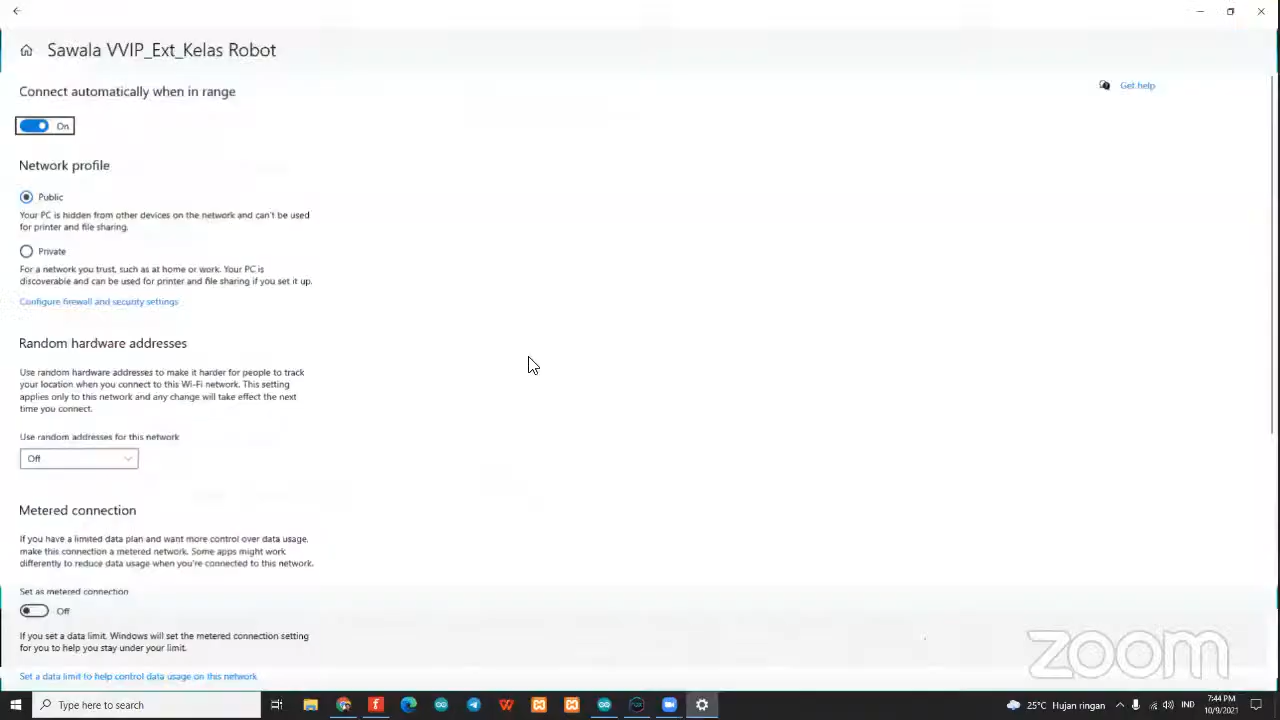 Sawala VVIP_Ext_Kelas Robot
Connect automatically when in range
Get help
On
Network profile
Public
Your PC is hidden from other devices on the network and can't be used
for printer and file sharing.
Private
For a network you trust, such as at home or work. Your PC is
discoverable and can be used for printer and file sharing if you set it up.
Configure firewall and security settings
Random hardware addresses
Use random hardware addresses to make it harder for people to track
your location when you connect to this Wi-Fi network. This setting
applies only to this network and any change will take effect the next
time you connect.
Use random addresses for this network
Off
Metered connection
If you have a limited data plan and want more control over data usage,
make this connection a metered network. Some apps might work
differently to reduce data usage when you're connected to this network.
Set as metered connection
Off
If you set a data limit, Windows will set the metered connection setting
for you to help you stay under your limit.
Set a data limit to help control data usage on this network
zoom
Type here to search
25°C Hujan ringan
IND
7:44 PM
10/9/2021